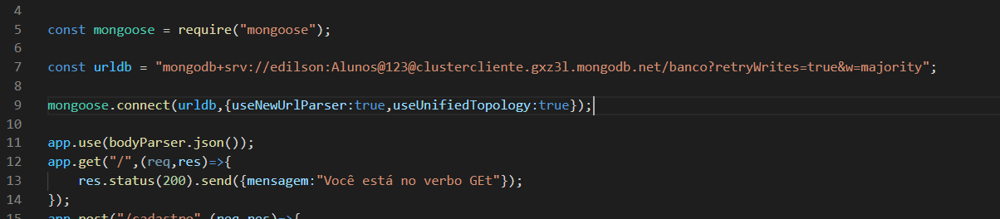 4
5 const mongoose = require("mongoose");
6
7 const urldb = "mongodb+srv://edilson:Alunos@123@clustercliente.gxz3l.mongodb.net/banco?retryWrites=true&w=majority";
8
9 mongoose.connect(urldb,{useNewUrlParser:true,useUnifiedTopology:true});
10
11 app.use(bodyParser.json());
12 app.get("/",(req,res)=>{
13 res.status(200).send({mensagem:"Você está no verbo GEt"});
14 });
15 app.post("/cadastro",(req,res)=>{